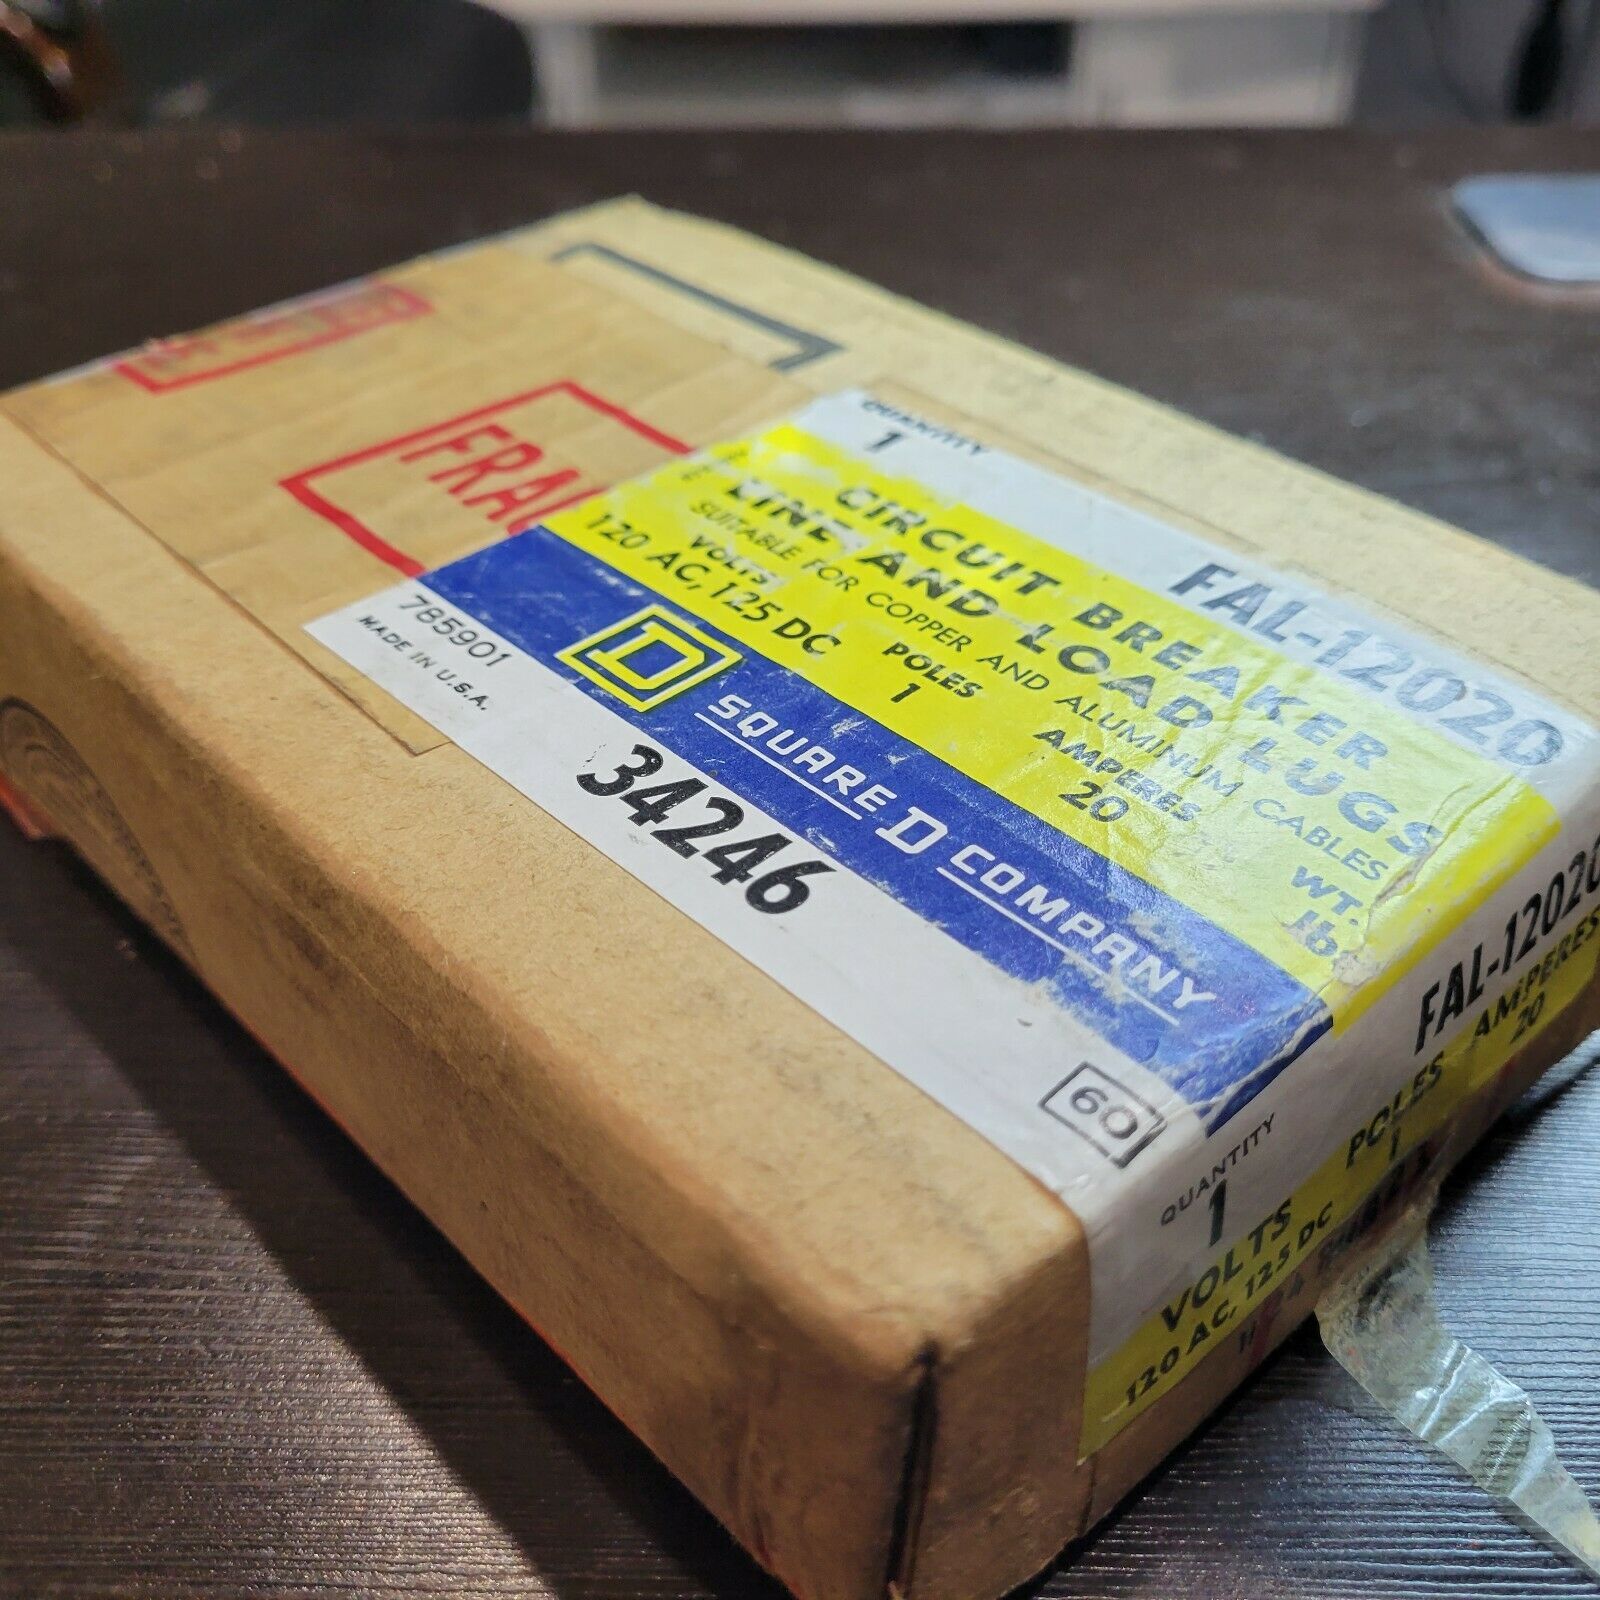 FRAG
QUANTITY
1
FAL-12020
CIRCUIT BREAKER
LINE AND LOAD LUGS
SUITABLE FOR COPPER AND ALUMINUM CABLES
VOLTS
120 AC, 125 DC
POLES
1
AMPERES
20
WT.
lb
D
SQUARE D COMPANY
785901
MADE IN U.S.A.
34246
60
QUANTITY
1
FAL-12020
VOLTS
120 AC, 125 DC
POLES
1
AMPERES
20